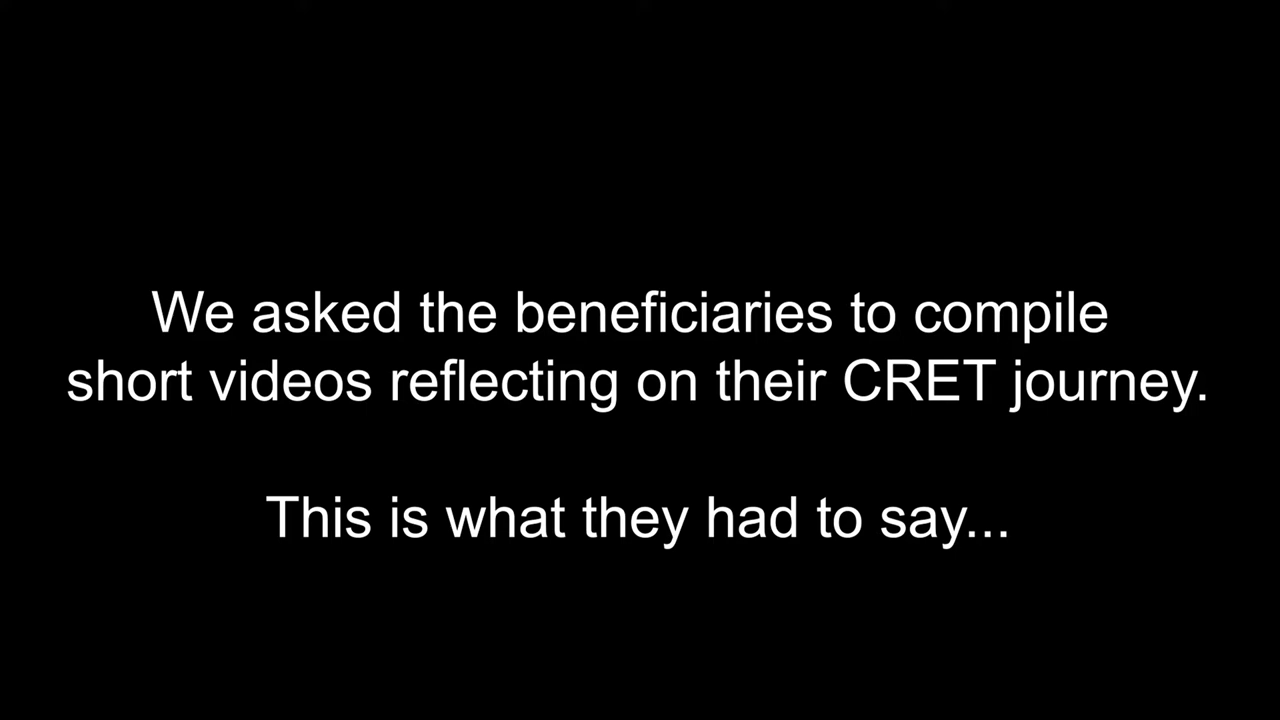 We asked the beneficiaries to compile
short videos reflecting on their CRET journey.
This is what they had to say...